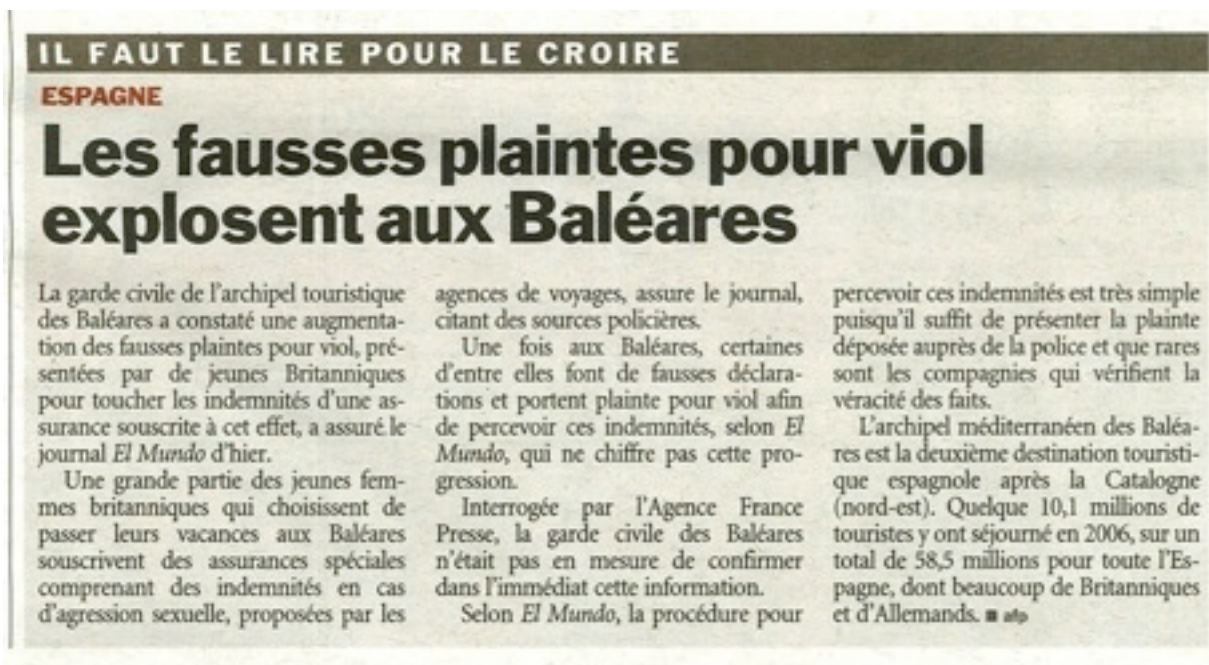 IL FAUT LE LIRE POUR LE CROIRE
ESPAGNE
Les fausses plaintes pour viol
explosent aux Baléares
La garde civile de l'archipel touristique
des Baléares a constaté une augmenta-
tion des fausses plaintes pour viol, pré-
sentées par de jeunes Britanniques
pour toucher les indemnités d'une as-
surance souscrite à cet effet, a assuré le
journal El Mundo d'hier.
Une grande partie des jeunes fem-
mes britanniques qui choisissent de
passer leurs vacances aux Baléares
souscrivent des assurances spéciales
comprenant des indemnités en cas
d'agression sexuelle, proposées par les
agences de voyages, assure le journal,
citant des sources policières.
Une fois aux Baléares, certaines
d'entre elles font de fausses déclara-
tions et portent plainte pour viol afin
de percevoir ces indemnités, selon El
Mundo, qui ne chiffre pas cette pro-
gression.
Interrogée par l'Agence France
Presse, la garde civile des Baléares
n'était pas en mesure de confirmer
dans l'immédiat cette information.
Selon El Mundo, la procédure pour
percevoir ces indemnités est très simple
puisqu'il suffit de présenter la plainte
déposée auprès de la police et que rares
sont les compagnies qui vérifient la
véracité des faits.
L'archipel méditerranéen des Baléa-
res est la deuxième destination touristi-
que espagnole après la Catalogne
(nord-est). Quelque 10,1 millions de
touristes y ont séjourné en 2006, sur un
total de 58,5 millions pour toute l'Es-
pagne, dont beaucoup de Britanniques
et d'Allemands. ■ afp